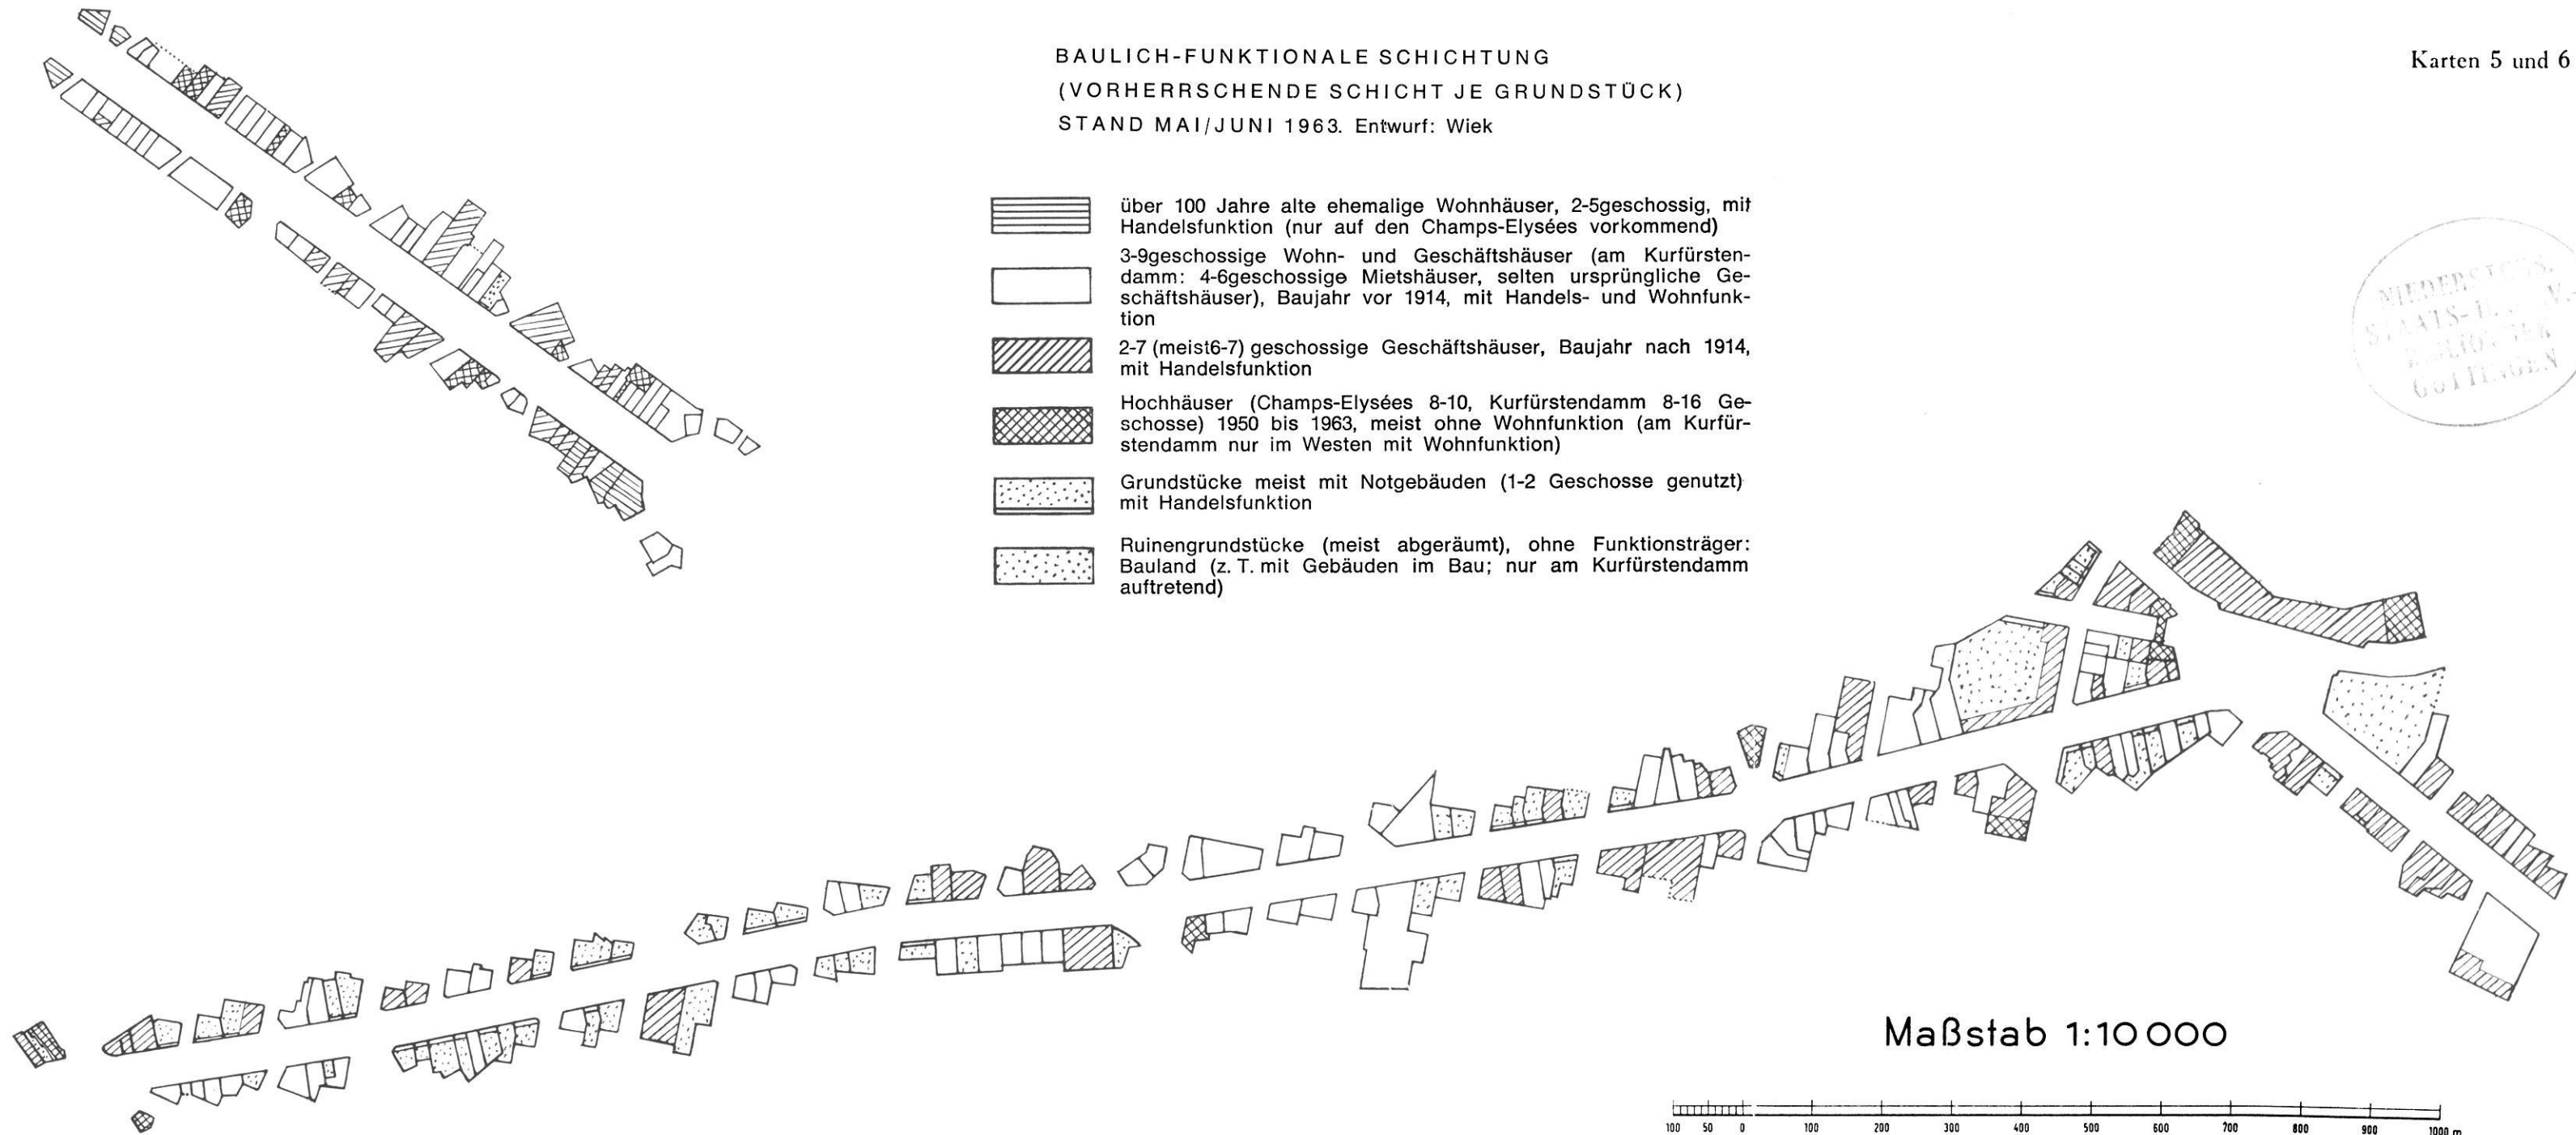 BAULICH-FUNKTIONALE SCHICHTUNG
(VORHERRSCHENDE SCHICHT JE GRUNDSTÜCK)
STAND MAI/JUNI 1963. Entwurf: Wiek
Karten 5 und 6
über 100 Jahre alte ehemalige Wohnhäuser, 2-5geschossig, mit
Handelsfunktion (nur auf den Champs-Elysées vorkommend)
3-9geschossige Wohn- und Geschäftshäuser (am Kurfürsten-
damm: 4-6geschossige Mietshäuser, selten ursprüngliche Ge-
schäftshäuser), Baujahr vor 1914, mit Handels- und Wohnfunk-
tion
2-7 (meist6-7) geschossige Geschäftshäuser, Baujahr nach 1914,
mit Handelsfunktion
Hochhäuser (Champs-Elysées 8-10, Kurfürstendamm 8-16 Ge-
schosse) 1950 bis 1963, meist ohne Wohnfunktion (am Kurfür-
stendamm nur im Westen mit Wohnfunktion)
Grundstücke meist mit Notgebäuden (1-2 Geschosse genutzt)
mit Handelsfunktion
Ruinengrundstücke (meist abgeräumt), ohne Funktionsträger:
Bauland (z. T. mit Gebäuden im Bau; nur am Kurfürstendamm
auftretend)
GÖTTINGEN
Maßstab 1:10 000
100 50 0 100 200 300 400 500 600 700 800 900 1000 m